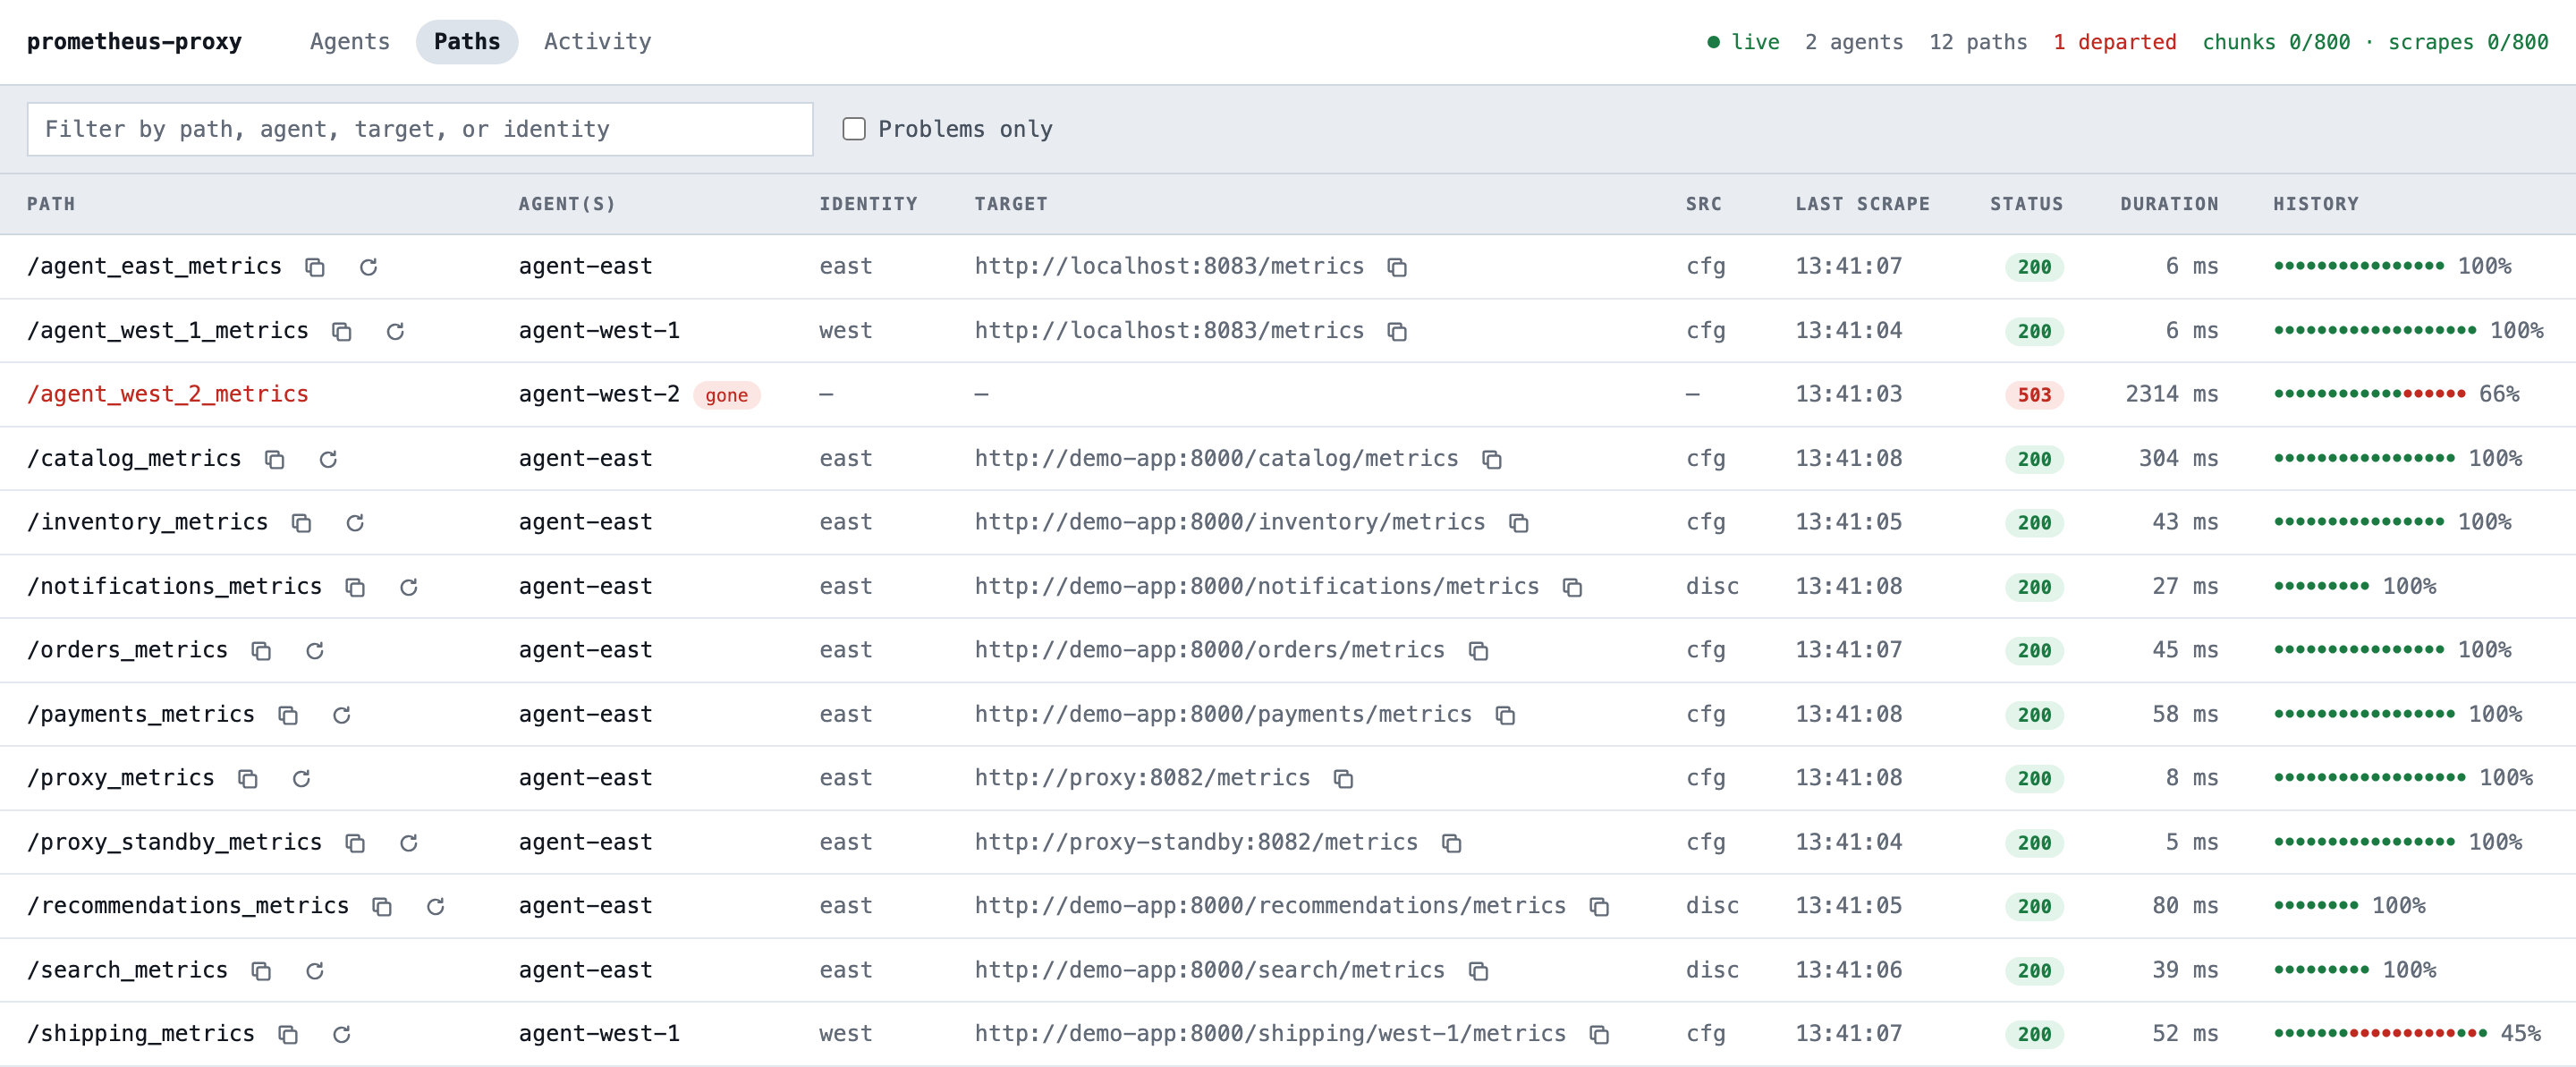 prometheus-proxy Agents Paths Activity live 2 agents 12 paths 1 departed chunks 0/800 · scrapes 0/800
Filter by path, agent, target, or identity Problems only
PATH AGENT(S) IDENTITY TARGET SRC LAST SCRAPE STATUS DURATION HISTORY
/agent_east_metrics agent-east east http://localhost:8083/metrics cfg 13:41:07 200 6 ms 100%
/agent_west_1_metrics agent-west-1 west http://localhost:8083/metrics cfg 13:41:04 200 6 ms 100%
/agent_west_2_metrics agent-west-2 gone — — — 13:41:03 503 2314 ms 66%
/catalog_metrics agent-east east http://demo-app:8000/catalog/metrics cfg 13:41:08 200 304 ms 100%
/inventory_metrics agent-east east http://demo-app:8000/inventory/metrics cfg 13:41:05 200 43 ms 100%
/notifications_metrics agent-east east http://demo-app:8000/notifications/metrics disc 13:41:08 200 27 ms 100%
/orders_metrics agent-east east http://demo-app:8000/orders/metrics cfg 13:41:07 200 45 ms 100%
/payments_metrics agent-east east http://demo-app:8000/payments/metrics cfg 13:41:08 200 58 ms 100%
/proxy_metrics agent-east east http://proxy:8082/metrics cfg 13:41:08 200 8 ms 100%
/proxy_standby_metrics agent-east east http://proxy-standby:8082/metrics cfg 13:41:04 200 5 ms 100%
/recommendations_metrics agent-east east http://demo-app:8000/recommendations/metrics disc 13:41:05 200 80 ms 100%
/search_metrics agent-east east http://demo-app:8000/search/metrics disc 13:41:06 200 39 ms 100%
/shipping_metrics agent-west-1 west http://demo-app:8000/shipping/west-1/metrics cfg 13:41:07 200 52 ms 45%